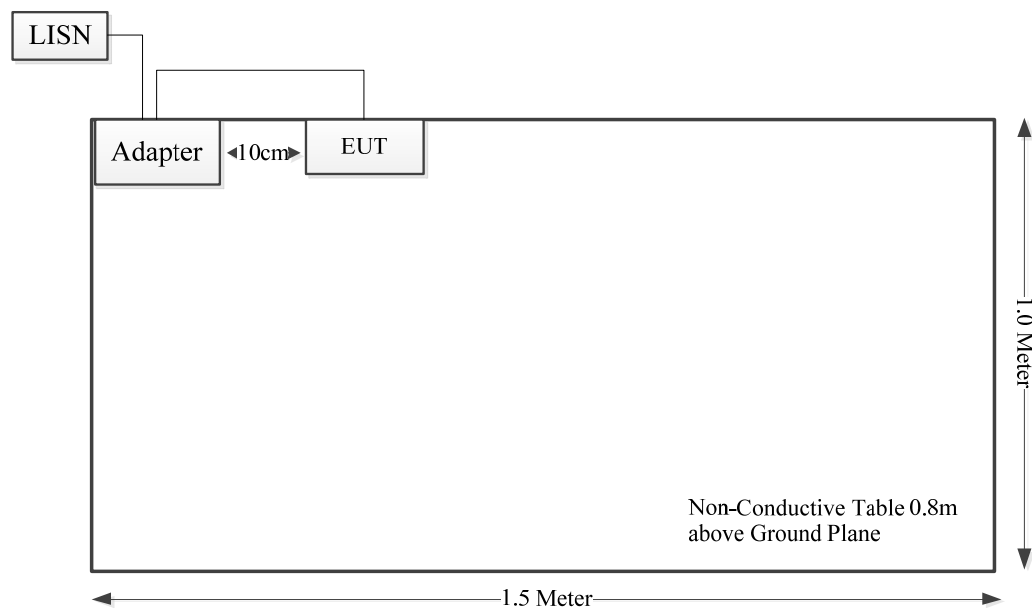 LISN
Adapter
10cm
EUT
1.0 Meter
Non-Conductive Table 0.8m
above Ground Plane
1.5 Meter